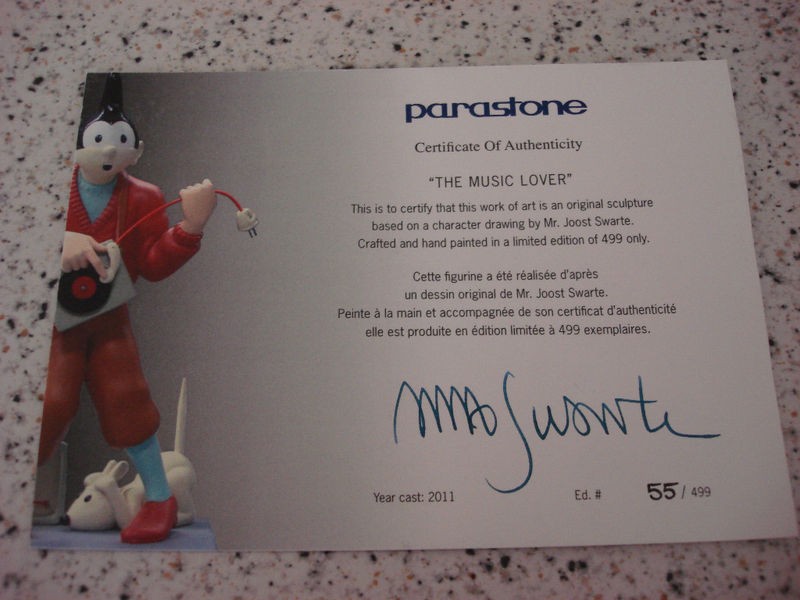 parastone
Certificate Of Authenticity
“THE MUSIC LOVER”
This is to certify that this work of art is an original sculpture
based on a character drawing by Mr. Joost Swarte.
Crafted and hand painted in a limited edition of 499 only.
Cette figurine a été réalisée d'après
un dessin original de Mr. Joost Swarte.
Peinte à la main et accompagnée de son certificat d'authenticité
elle est produite en édition limitée à 499 exemplaires.
Swarte
Year cast: 2011 Ed. # 55 / 499